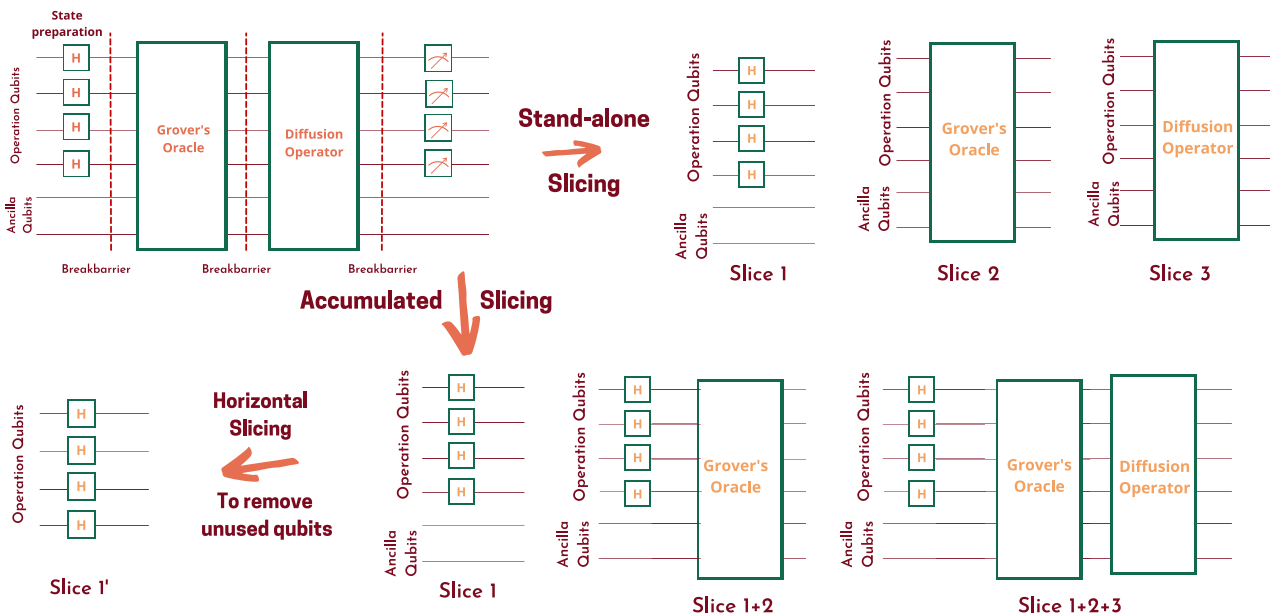 State
preparation
Operation Qubits
Ancilla
Qubits
H
H
H
H
Grover's
Oracle
Diffusion
Operator
Breakbarrier
Breakbarrier
Breakbarrier
Stand-alone
Slicing
Operation Qubits
Ancilla
Qubits
H
H
H
H
Slice 1
Operation Qubits
Ancilla
Qubits
Grover's
Oracle
Slice 2
Operation Qubits
Ancilla
Qubits
Diffusion
Operator
Slice 3
Accumulated Slicing
Operation Qubits
H
H
H
H
Slice 1'
Horizontal
Slicing
To remove
unused qubits
Operation Qubits
Ancilla
Qubits
H
H
H
H
Slice 1
Operation Qubits
Ancilla
Qubits
H
H
H
H
Grover's
Oracle
Slice 1+2
Operation Qubits
Ancilla
Qubits
H
H
H
H
Grover's
Oracle
Diffusion
Operator
Slice 1+2+3